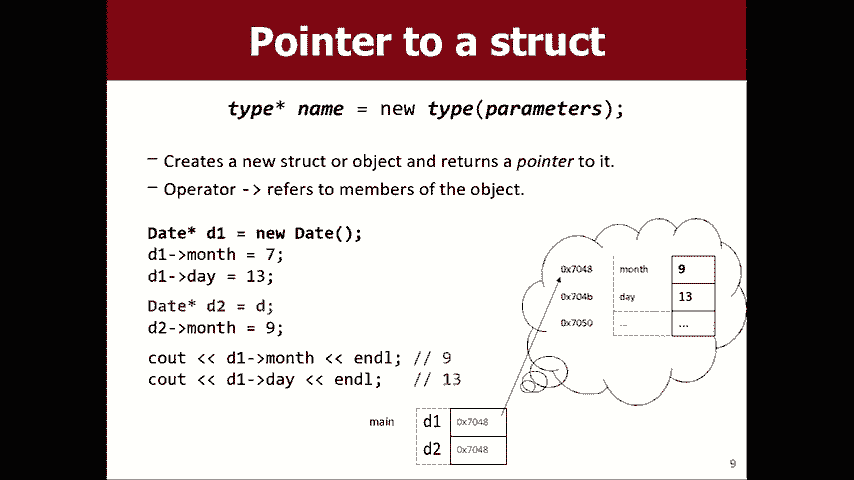 Pointer to a struct
type* name = new type(parameters);
– Creates a new struct or object and returns a pointer to it.
– Operator -> refers to members of the object.
Date* d1 = new Date();
d1->month = 7;
d1->day = 13;
Date* d2 = d;
d2->month = 9;
cout << d1->month << endl; // 9
cout << d1->day << endl; // 13
0x7048 month 9
0x704b day 13
0x7050 ... ...
main d1 0x7048
d2 0x7048
9